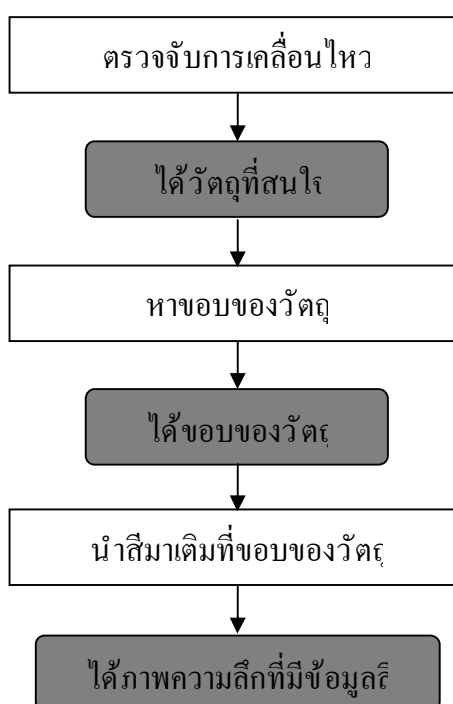 ตรวจจับการเคลื่อนไหว
ได้วัตถุที่สนใจ
หาขอบของวัตถุ
ได้ขอบของวัตถุ
นำสีมาเติมที่ขอบของวัตถุ
ได้ภาพความลึกที่มีข้อมูลสี